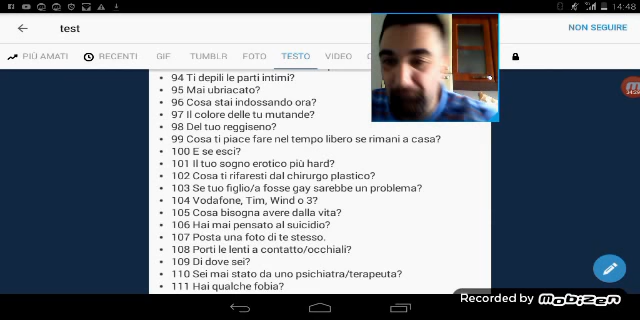 14:48
test
NON SEGUIRE
PIÙ AMATI
RECENTI
GIF
TUMBLR
FOTO
TESTO
VIDEO
94 Ti depili le parti intimi?
95 Mai ubriacato?
96 Cosa stai indossando ora?
97 Il colore delle tu mutande?
98 Del tuo reggiseno?
99 Cosa ti piace fare nel tempo libero se rimani a casa?
100 E se esci?
101 Il tuo sogno erotico più hard?
102 Cosa ti rifaresti dal chirurgo plastico?
103 Se tuo figlio/a fosse gay sarebbe un problema?
104 Vodafone, Tim, Wind o 3?
105 Cosa bisogna avere dalla vita?
106 Hai mai pensato al suicidio?
107 Posta una foto di te stesso.
108 Porti le lenti a contatto/occhiali?
109 Di dove sei?
110 Sei mai stato da uno psichiatra/terapeuta?
111 Hai qualche fobia?
Recorded by Mobizen